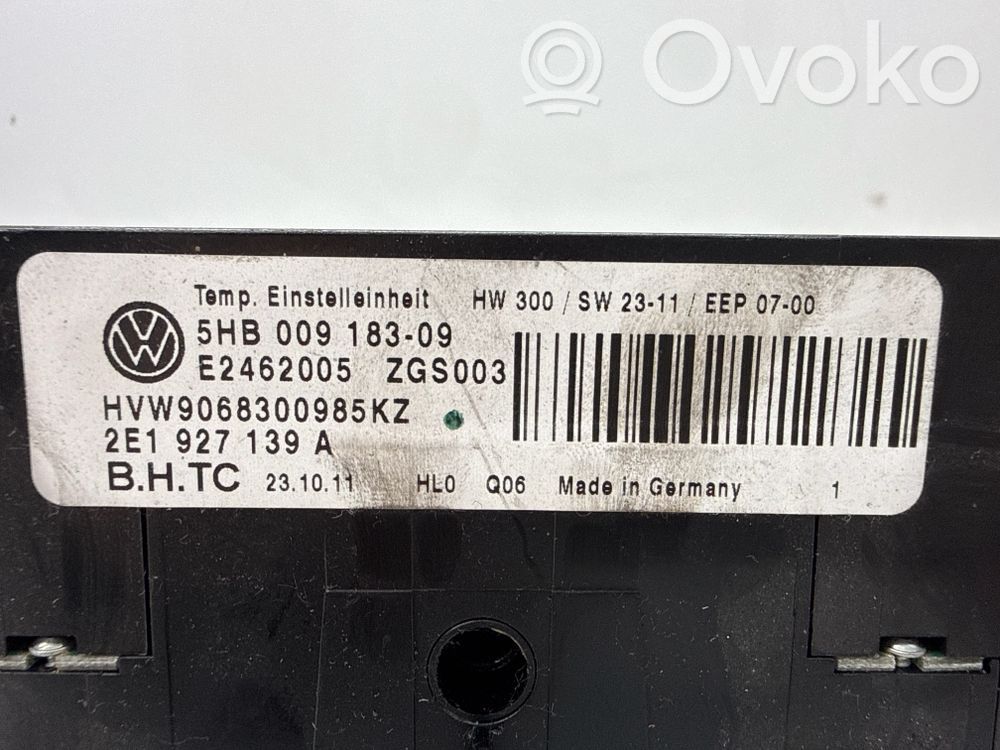 Ovoko
Temp. Einstelleinheit HW 300 / SW 23-11 / EEP 07-00
5HB 009 183-09
E2462005 ZGS003
HVW9068300985KZ
2E1 927 139 A
B.H.TC 23.10.11 HL0 Q06 Made in Germany 1